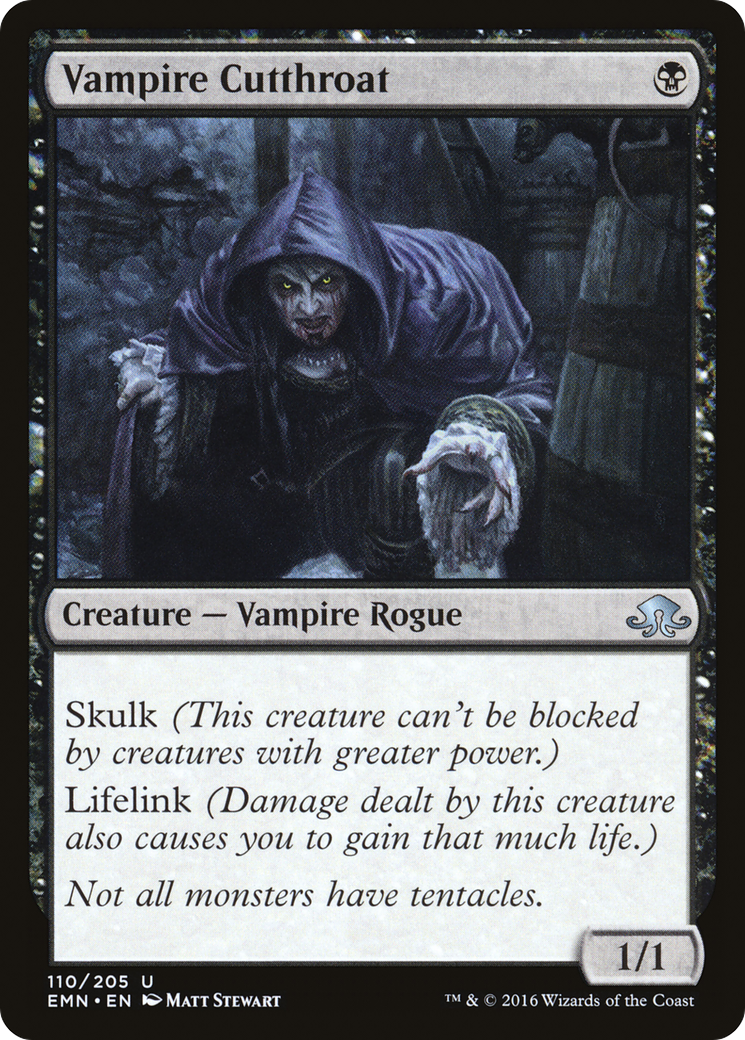 Vampire Cutthroat
Creature — Vampire Rogue
Skulk (This creature can't be blocked
by creatures with greater power.)
Lifelink (Damage dealt by this creature
also causes you to gain that much life.)
Not all monsters have tentacles.
1/1
110/205 U
EMN • EN Matt Stewart
™ & © 2016 Wizards of the Coast